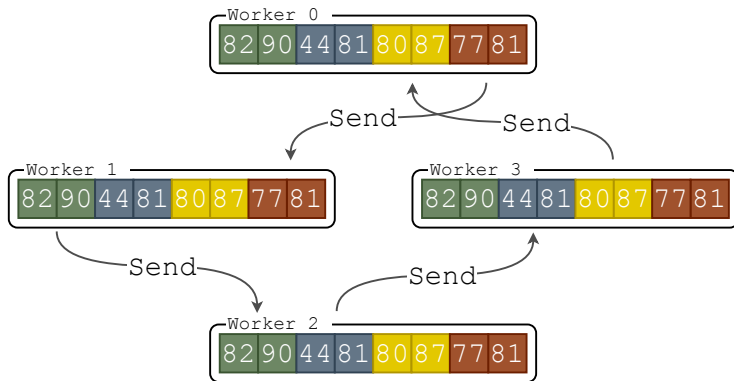 Worker 0
82 90 44 81 80 87 77 81
Send
Send
Worker 1
82 90 44 81 80 87 77 81
Worker 3
82 90 44 81 80 87 77 81
Send
Send
Worker 2
82 90 44 81 80 87 77 81